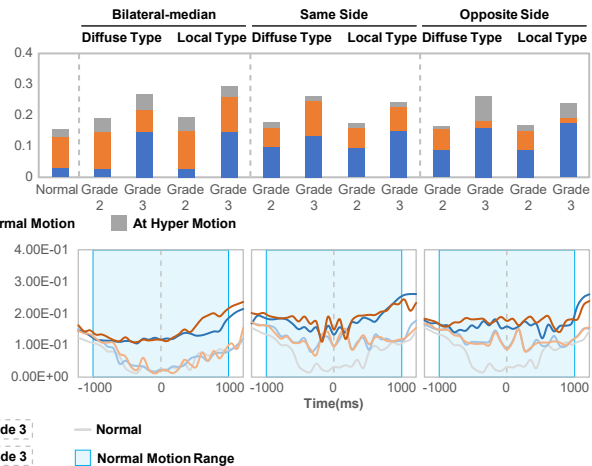 Bilateral-median Same Side Opposite Side
Diffuse Type Local Type Diffuse Type Local Type Diffuse Type Local Type
0.4
0.3
0.2
0.1
0
Normal Grade 2 Grade 3 Grade 2 Grade 3 Grade 2 Grade 3 Grade 2 Grade 3 Grade 2 Grade 3 Grade 2 Grade 3
rmal Motion At Hyper Motion
4.00E-01
3.00E-01
2.00E-01
1.00E-01
0.00E+00
-1000 0 1000 -1000 0 1000 -1000 0 1000
Time(ms)
de 3 Normal
de 3 Normal Motion Range